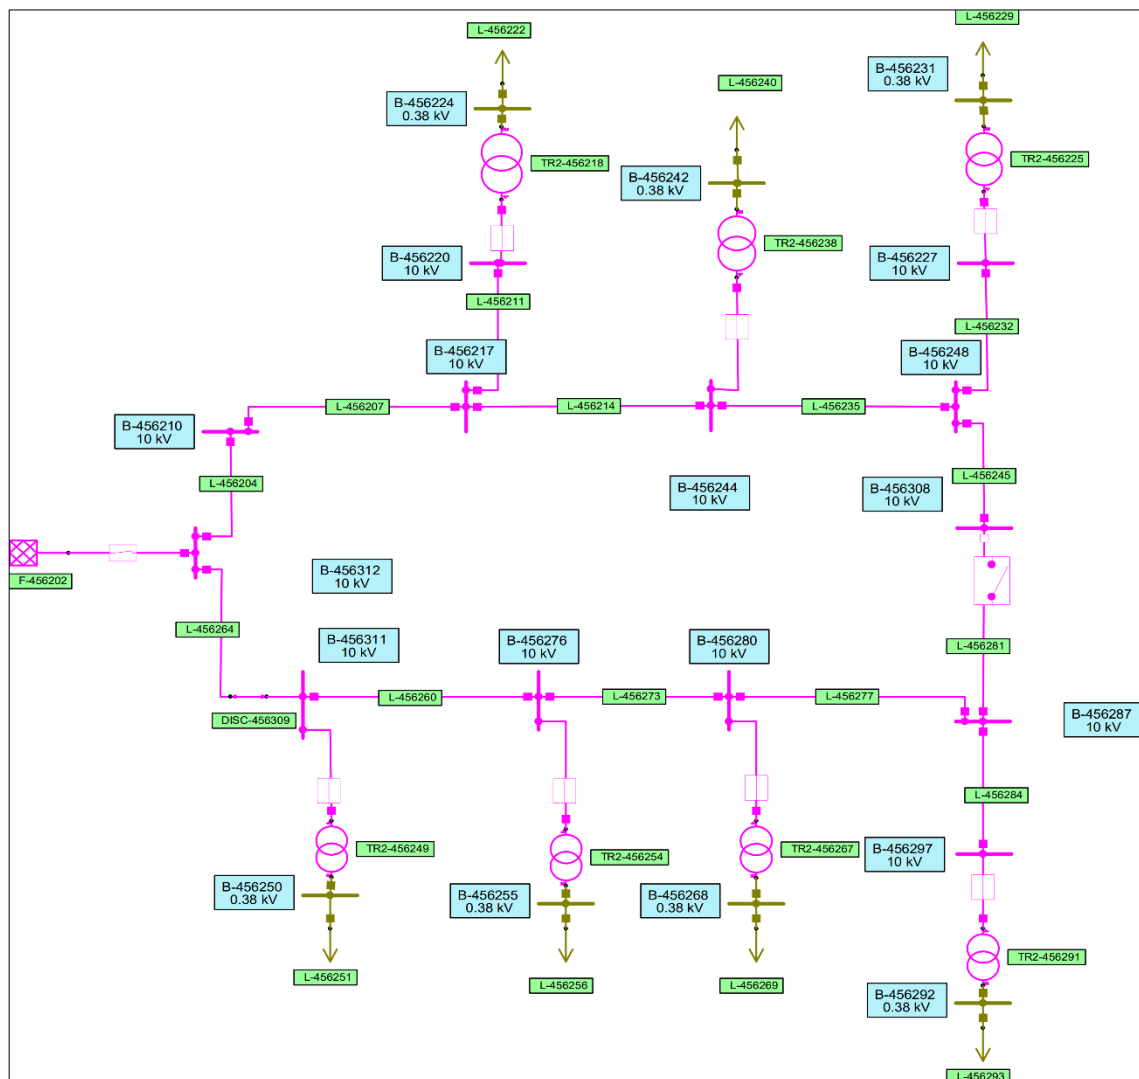 L-456222
L-456229
B-456231
0.38 kV
L-456240
B-456224
0.38 kV
TR2-456218
TR2-456225
B-456242
0.38 kV
TR2-456238
B-456220
10 kV
B-456227
10 kV
L-456211
L-456232
B-456217
10 kV
B-456248
10 kV
L-456207
L-456214
L-456235
B-456210
10 kV
L-456204
B-456244
10 kV
B-456308
10 kV
L-456245
F-456202
B-456312
10 kV
L-456264
B-456311
10 kV
B-456276
10 kV
B-456280
10 kV
L-456281
L-456260
L-456273
L-456277
DISC-456309
B-456287
10 kV
L-456284
TR2-456249
TR2-456254
TR2-456267
B-456297
10 kV
B-456250
0.38 kV
B-456255
0.38 kV
B-456268
0.38 kV
TR2-456291
L-456251
L-456256
L-456269
B-456292
0.38 kV
L-456293